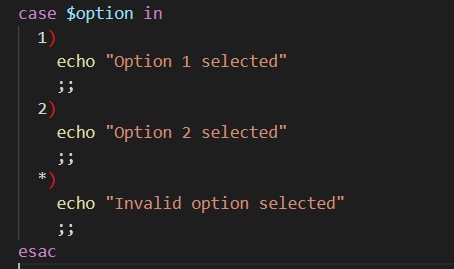 case $option in
  1)
    echo "Option 1 selected"
    ;;
  2)
    echo "Option 2 selected"
    ;;
  *)
    echo "Invalid option selected"
    ;;
esac